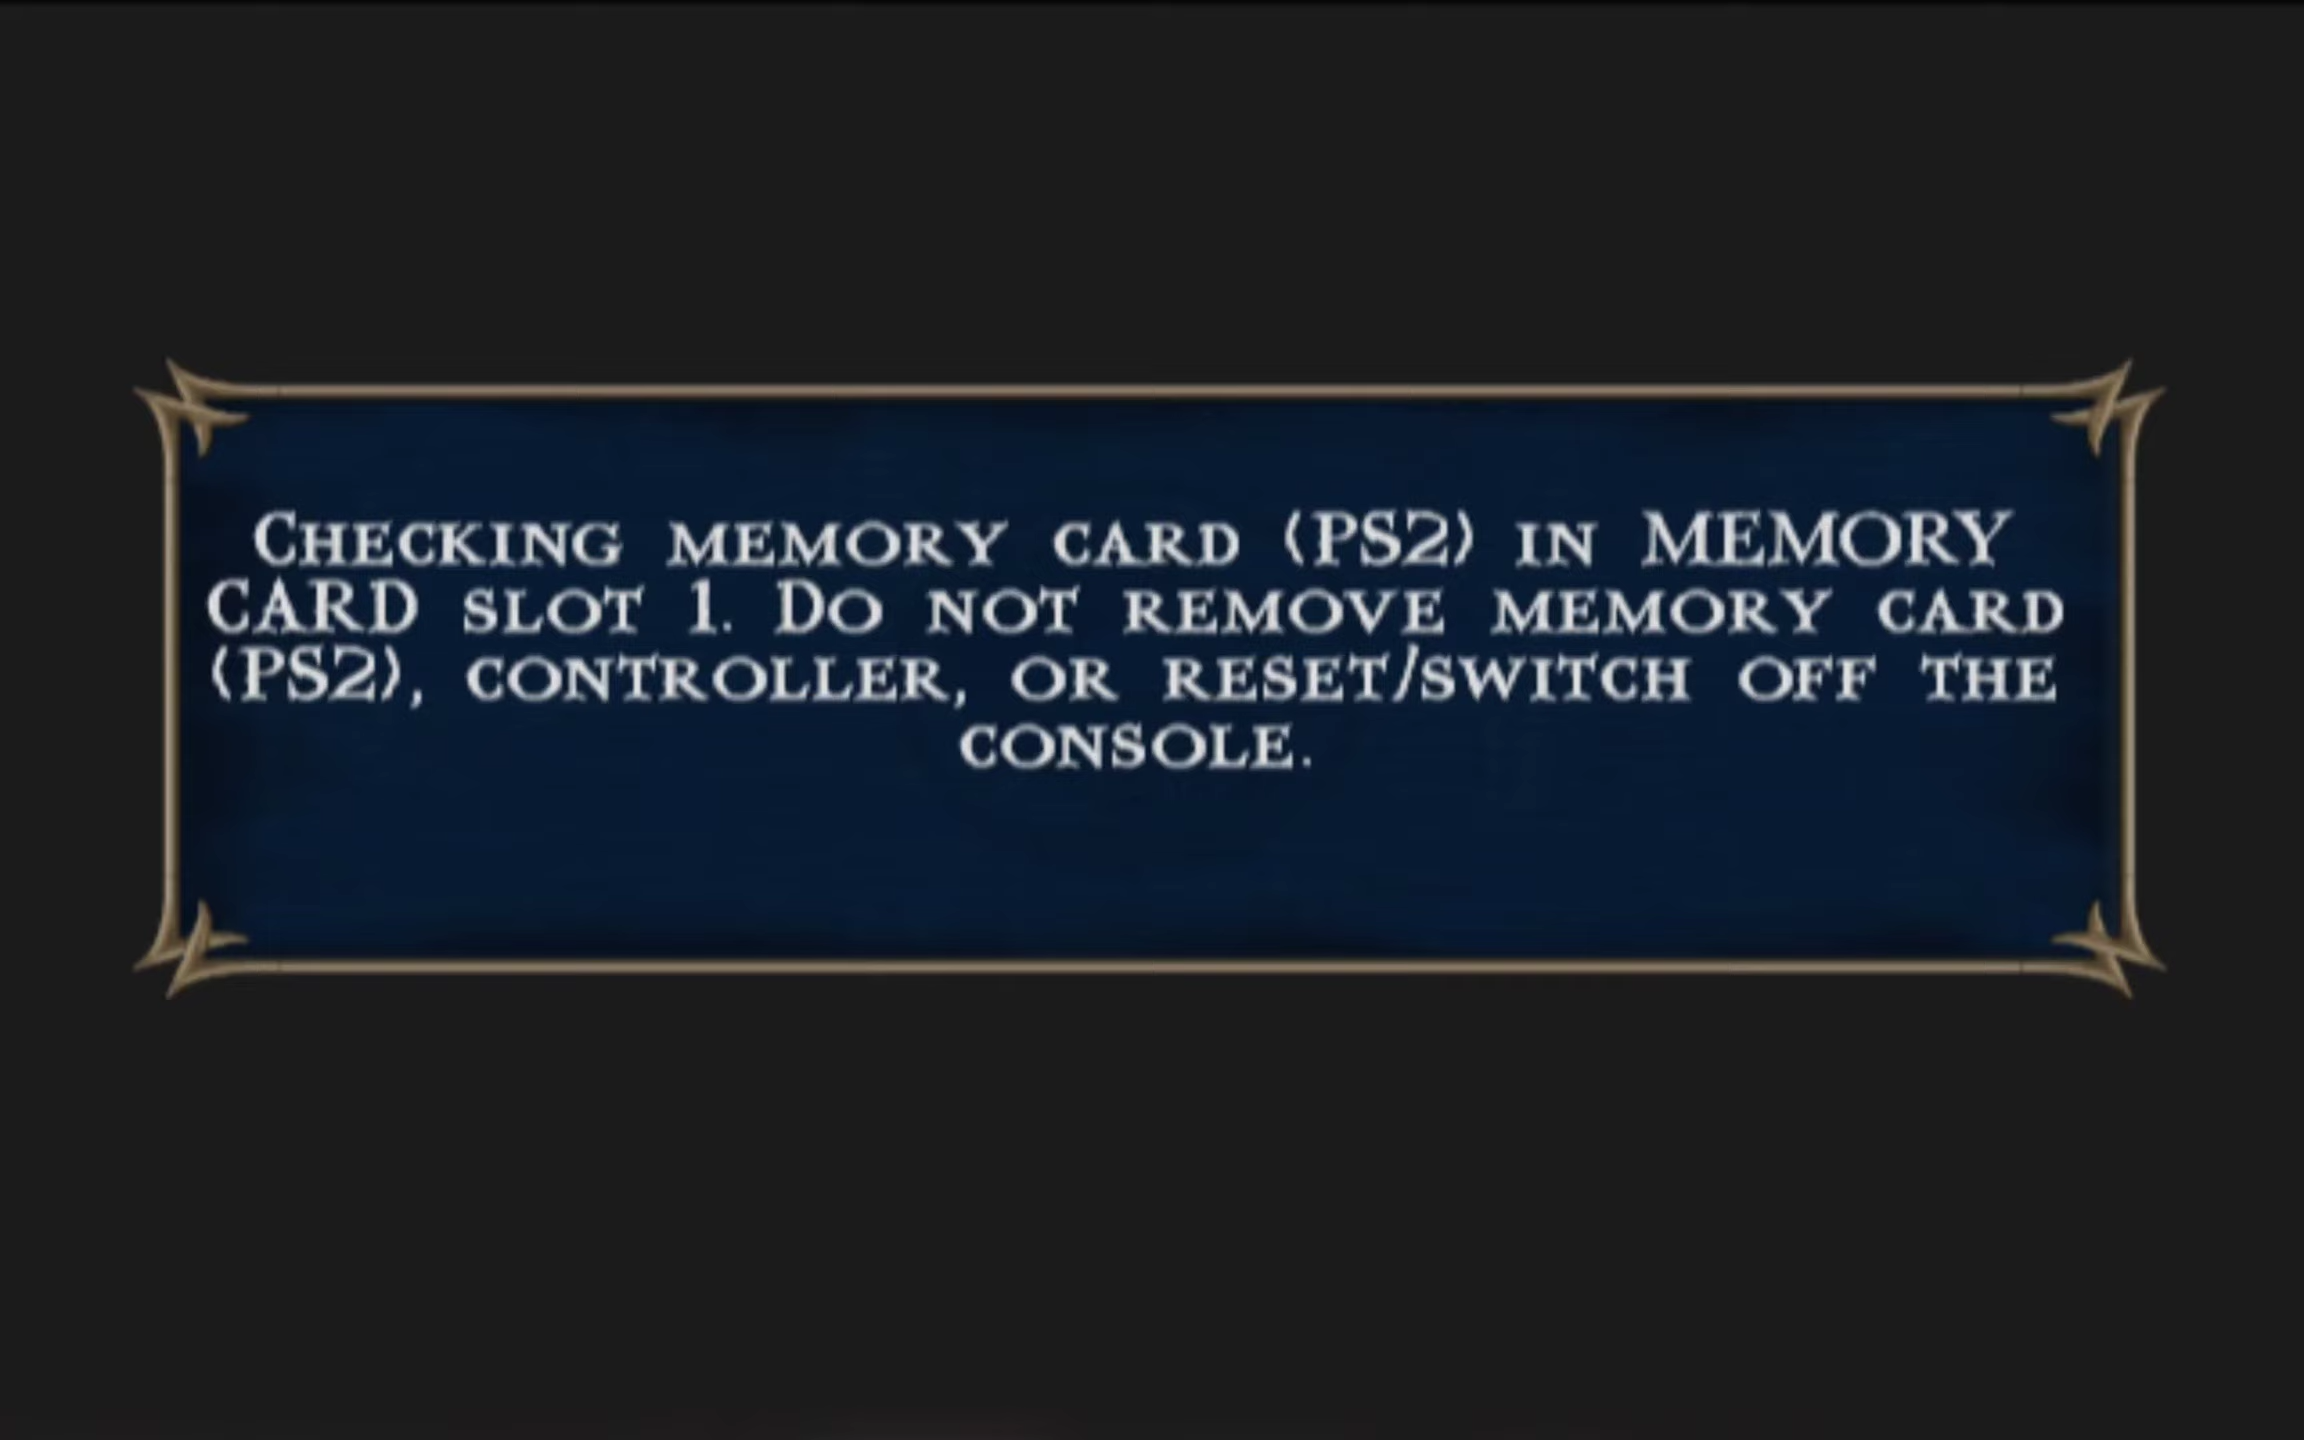 Checking memory card (PS2) in MEMORY
CARD slot 1. Do not remove memory card
(PS2), controller, or reset/switch off the
console.